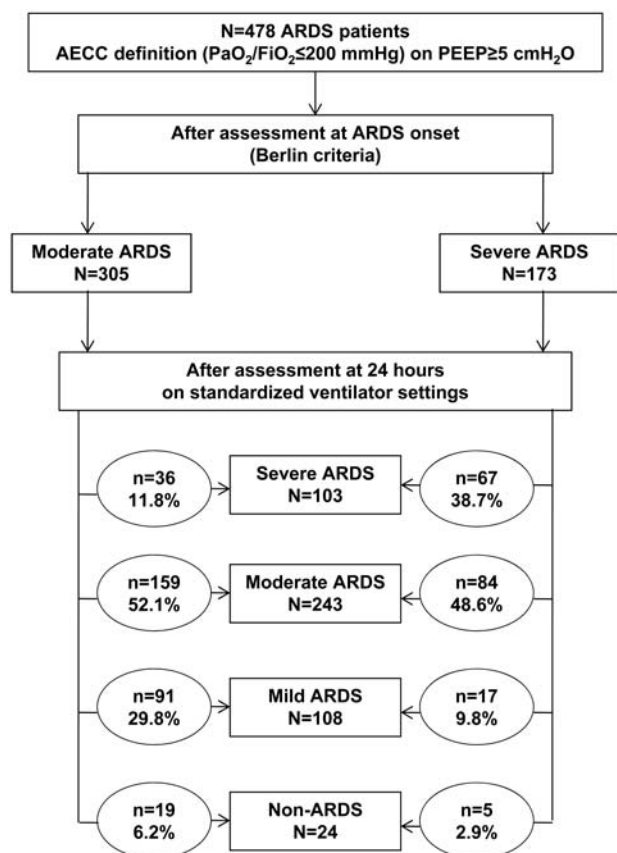 N=478 ARDS patients
AECC definition (PaO₂/FiO₂≤200 mmHg) on PEEP≥5 cmH₂O
After assessment at ARDS onset
(Berlin criteria)
Moderate ARDS
N=305
Severe ARDS
N=173
After assessment at 24 hours
on standardized ventilator settings
n=36
11.8%
Severe ARDS
N=103
n=67
38.7%
n=159
52.1%
Moderate ARDS
N=243
n=84
48.6%
n=91
29.8%
Mild ARDS
N=108
n=17
9.8%
n=19
6.2%
Non-ARDS
N=24
n=5
2.9%